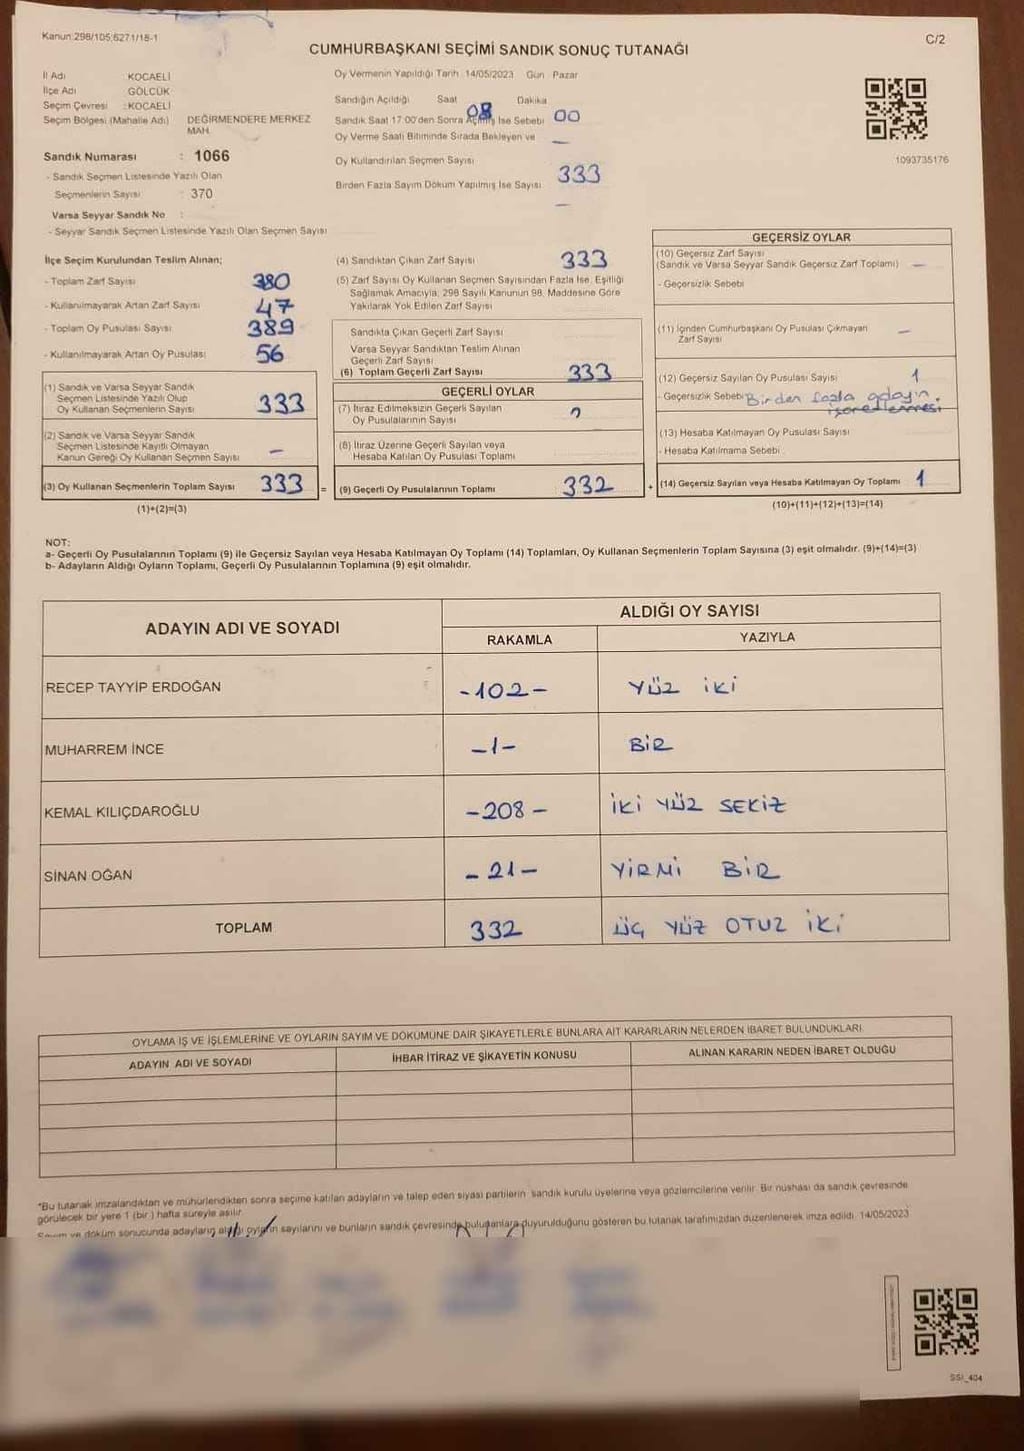 Kanun:298/105;6271/18-1
C/2
CUMHURBAŞKANI SEÇİMİ SANDIK SONUÇ TUTANAĞI
İl Adı KOCAELİ
İlçe Adı GÖLCÜK
Seçim Çevresi :KOCAELİ
Seçim Bölgesi (Mahalle Adı) DEĞİRMENDERE MERKEZ MAH.
Sandık Numarası : 1066
- Sandık Seçmen Listesinde Yazılı Olan
Seçmenlerin Sayısı : 370
Varsa Seyyar Sandık No :
- Seyyar Sandık Seçmen Listesinde Yazılı Olan Seçmen Sayısı
Oy Vermenin Yapıldığı Tarih 14/05/2023 Gün Pazar
Sandığın Açıldığı Saat 08 Dakika 00
Sandık Saat 17:00'den Sonra Açılmış İse Sebebi
Oy Verme Saati Bitiminde Sırada Bekleyen ve —
Oy Kullandırılan Seçmen Sayısı 333
Birden Fazla Sayım Döküm Yapılmış İse Sayısı —
1093735176
İlçe Seçim Kurulundan Teslim Alınan;
- Toplam Zarf Sayısı 380
- Kullanılmayarak Artan Zarf Sayısı 47
- Toplam Oy Pusulası Sayısı 389
- Kullanılmayarak Artan Oy Pusulası 56
(1) Sandık ve Varsa Seyyar Sandık
Seçmen Listesinde Yazılı Olup
Oy Kullanan Seçmenlerin Sayısı 333
(2) Sandık ve Varsa Seyyar Sandık
Seçmen Listesinde Kayıtlı Olmayan
Kanun Gereği Oy Kullanan Seçmen Sayısı —
(3) Oy Kullanan Seçmenlerin Toplam Sayısı 333 =
(1)+(2)=(3)
(4) Sandıktan Çıkan Zarf Sayısı 333
(5) Zarf Sayısı Oy Kullanan Seçmen Sayısından Fazla İse, Eşitliği
Sağlamak Amacıyla, 298 Sayılı Kanunun 98. Maddesine Göre
Yakılarak Yok Edilen Zarf Sayısı
Sandıkta Çıkan Geçerli Zarf Sayısı
Varsa Seyyar Sandıktan Teslim Alınan
Geçerli Zarf Sayısı
(6) Toplam Geçerli Zarf Sayısı 333
GEÇERLİ OYLAR
(7) İtiraz Edilmeksizin Geçerli Sayılan
Oy Pusulalarının Sayısı
(8) İtiraz Üzerine Geçerli Sayılan veya
Hesaba Katılan Oy Pusulası Toplamı
(9) Geçerli Oy Pusulalarının Toplamı 332 +
GEÇERSİZ OYLAR
(10) Geçersiz Zarf Sayısı
(Sandık ve Varsa Seyyar Sandık Geçersiz Zarf Toplamı) —
- Geçersizlik Sebebi
(11) İçinden Cumhurbaşkanı Oy Pusulası Çıkmayan
Zarf Sayısı —
(12) Geçersiz Sayılan Oy Pusulası Sayısı 1
- Geçersizlik Sebebi Birden fazla adayın
işaretlenmesi
(13) Hesaba Katılmayan Oy Pusulası Sayısı
- Hesaba Katılmama Sebebi
(14) Geçersiz Sayılan veya Hesaba Katılmayan Oy Toplamı 1
(10)+(11)+(12)+(13)=(14)
NOT:
a- Geçerli Oy Pusulalarının Toplamı (9) ile Geçersiz Sayılan veya Hesaba Katılmayan Oy Toplamı (14) Toplamları, Oy Kullanan Seçmenlerin Toplam Sayısına (3) eşit olmalıdır. (9)+(14)=(3)
b- Adayların Aldığı Oyların Toplamı, Geçerli Oy Pusulalarının Toplamına (9) eşit olmalıdır.
ADAYIN ADI VE SOYADI
ALDIĞI OY SAYISI
RAKAMLA YAZIYLA
RECEP TAYYİP ERDOĞAN -102- YÜZ İKİ
MUHARREM İNCE -1- BİR
KEMAL KILIÇDAROĞLU -208- İKİ YÜZ SEKİZ
SİNAN OĞAN -21- YİRMİ BİR
TOPLAM 332 ÜÇ YÜZ OTUZ İKİ
OYLAMA İŞ VE İŞLEMLERİNE VE OYLARIN SAYIM VE DÖKÜMÜNE DAİR ŞİKAYETLERLE BUNLARA AİT KARARLARIN NELERDEN İBARET BULUNDUKLARI
ADAYIN ADI VE SOYADI İHBAR İTİRAZ VE ŞİKAYETİN KONUSU ALINAN KARARIN NEDEN İBARET OLDUĞU
*Bu tutanak imzalandıktan ve mühürlendikten sonra seçime katılan adayların ve talep eden siyasi partilerin sandık kurulu üyelerine veya gözlemcilerine verilir. Bir nüshası da sandık çevresinde
görülecek bir yere 1 (bir) hafta süreyle asılır.
Sayım ve döküm sonucunda adayların aldığı oyların sayılarını ve bunların sandık çevresinde bulunanlara duyurulduğunu gösteren bu tutanak tarafımızdan düzenlenerek imza edildi. 14/05/2023
SSI_404